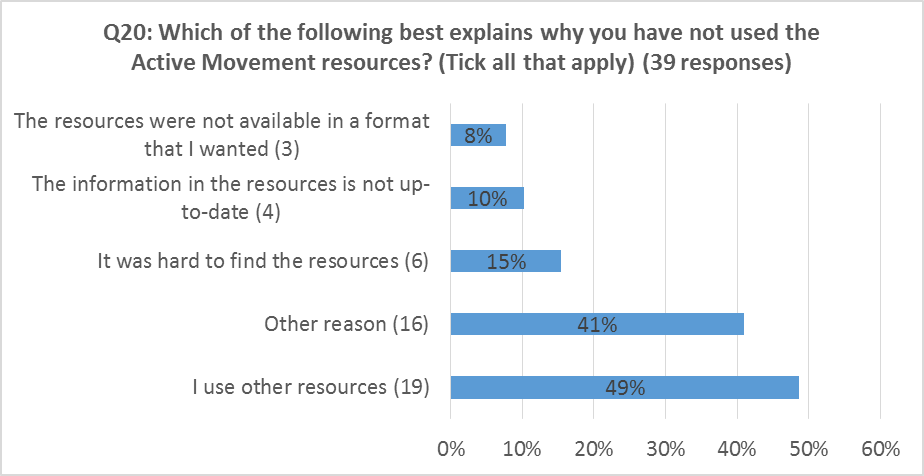 Q20: Which of the following best explains why you have not used the
Active Movement resources? (Tick all that apply) (39 responses)
The resources were not available in a format
that I wanted (3)
8%
The information in the resources is not up-
to-date (4)
10%
It was hard to find the resources (6)
15%
Other reason (16)
41%
I use other resources (19)
49%
0% 10% 20% 30% 40% 50% 60%